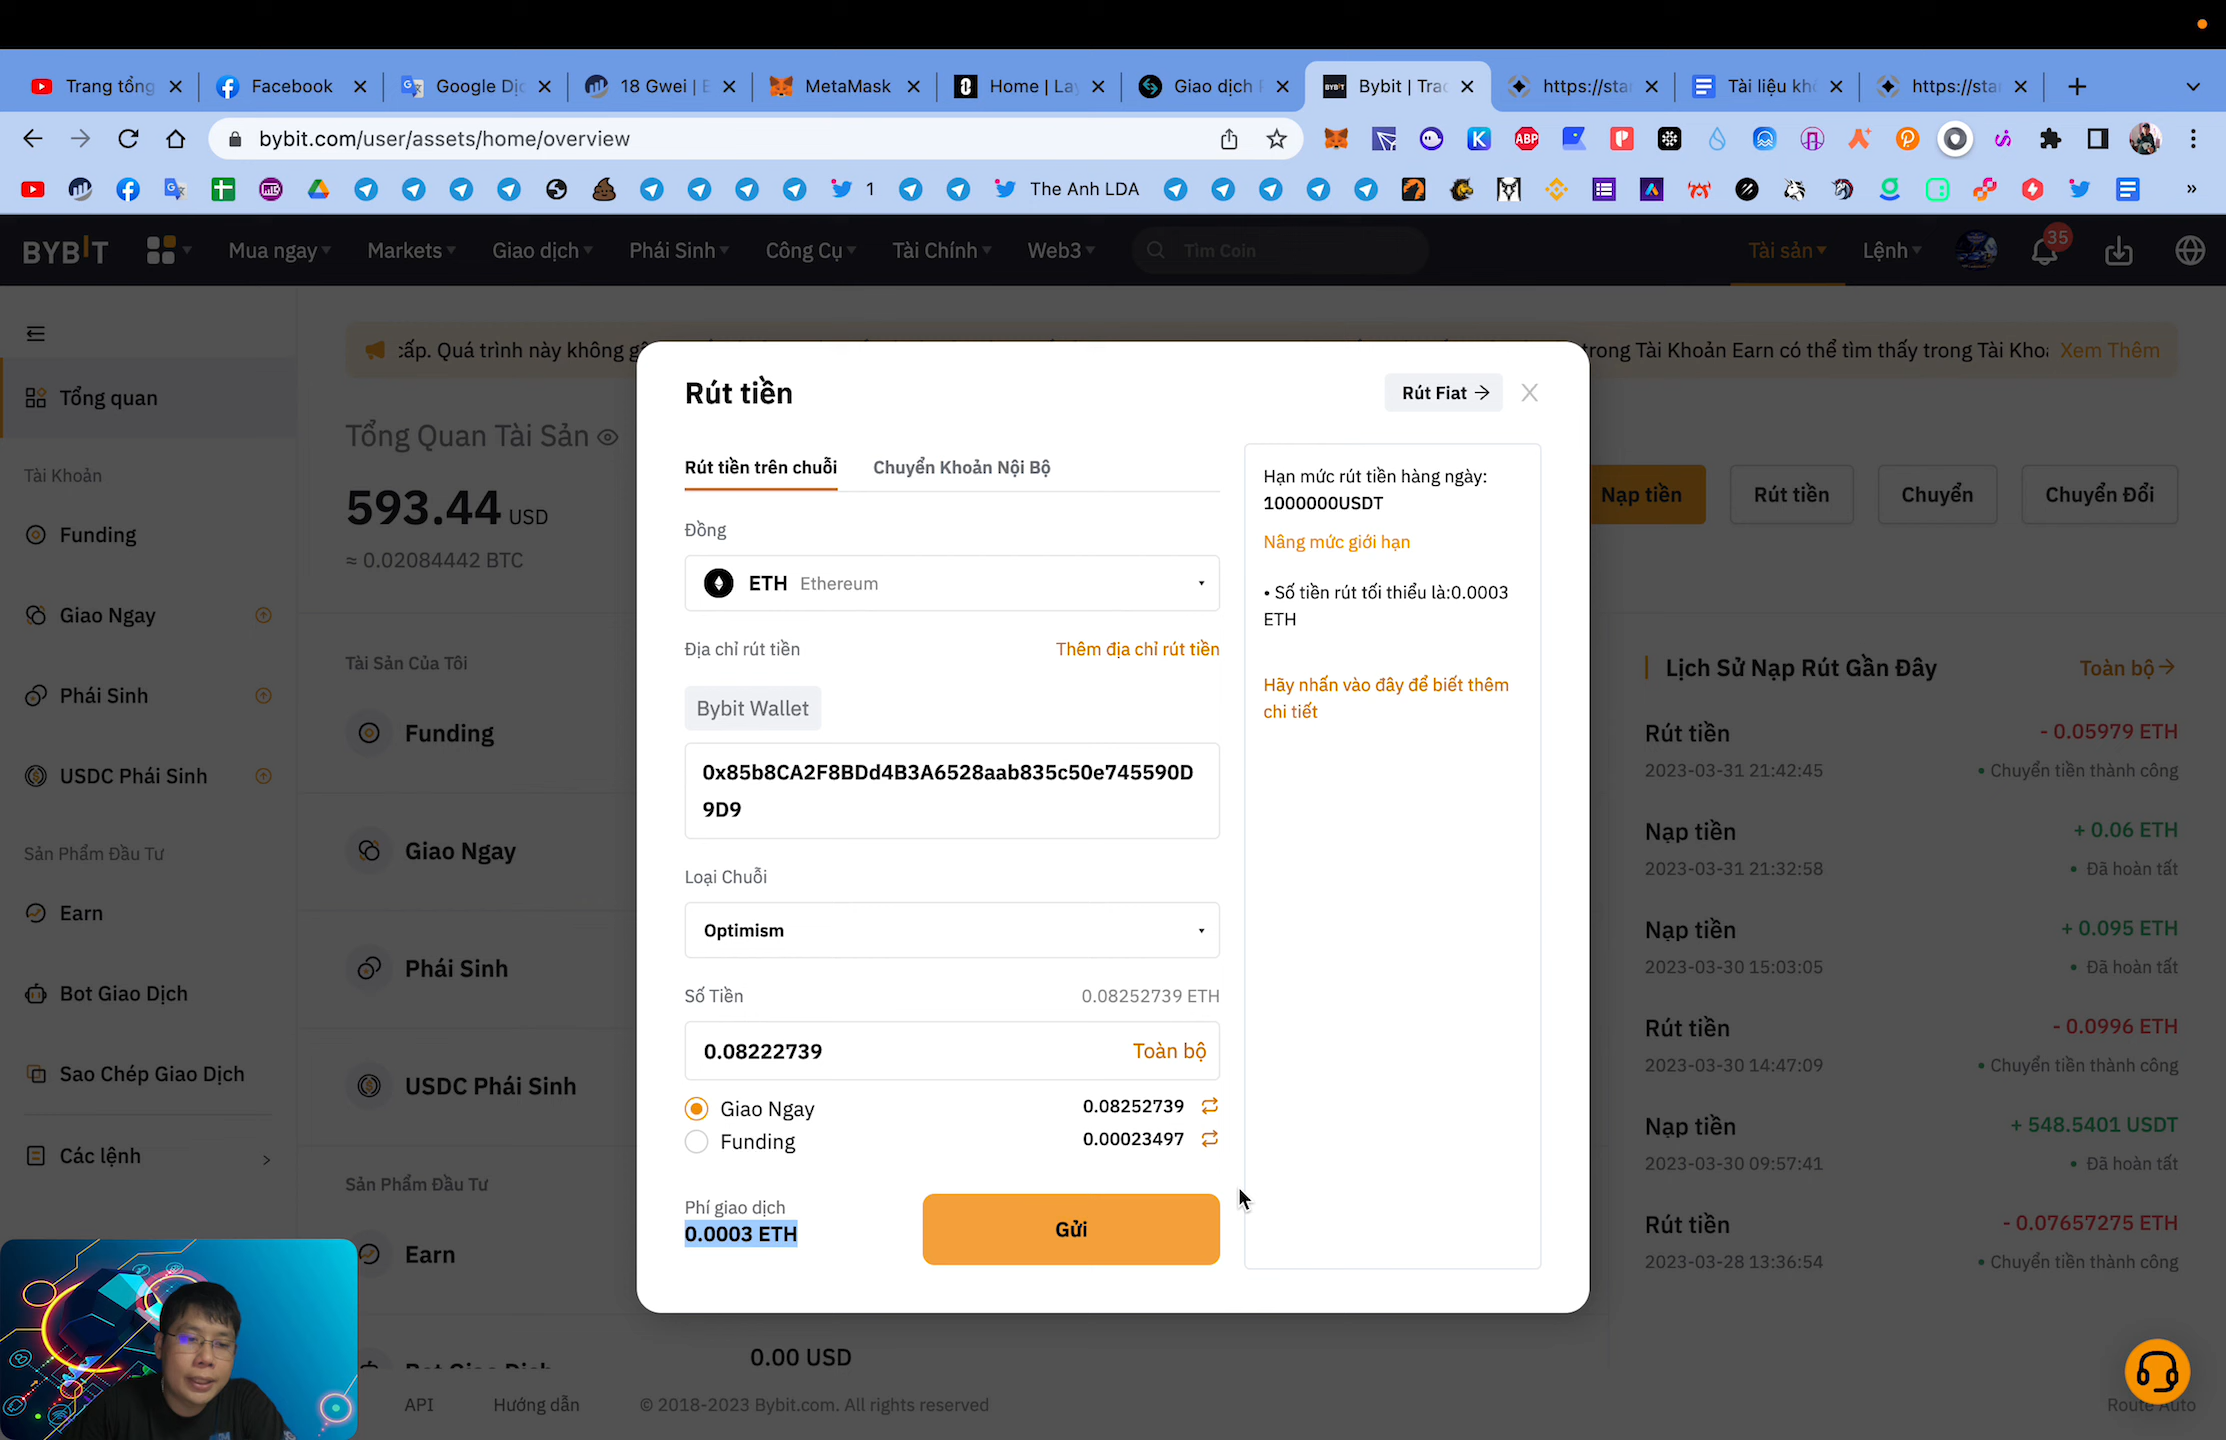 Trang tổng
Facebook
Google Dị
18 Gwei | E
MetaMask
Home | Lay
Giao dịch
Bybit | Trac
https://star
Tài liệu kh
https://star
bybit.com/user/assets/home/overview
1
The Anh LDA
BYBIT
Mua ngay
Markets
Giao dịch
Phái Sinh
Công Cụ
Tài Chính
Web3
Tìm Coin
Tài sản
Lệnh
35
cấp. Quá trình này không g
trong Tài Khoản Earn có thể tìm thấy trong Tài Kho
Xem Thêm
Tổng quan
Tài Khoản
Funding
Giao Ngay
Phái Sinh
USDC Phái Sinh
Sản Phẩm Đầu Tư
Earn
Bot Giao Dịch
Sao Chép Giao Dịch
Các lệnh
Tổng Quan Tài Sản
593.44 USD
≈ 0.02084442 BTC
Nạp tiền
Rút tiền
Chuyển
Chuyển Đổi
Tài Sản Của Tôi
Funding
Giao Ngay
Phái Sinh
USDC Phái Sinh
Sản Phẩm Đầu Tư
Earn
Bot Giao Dịch
0.00 USD
Rút tiền
Rút Fiat →
Rút tiền trên chuỗi
Chuyển Khoản Nội Bộ
Đồng
ETH Ethereum
Địa chỉ rút tiền
Thêm địa chỉ rút tiền
Bybit Wallet
0x85b8CA2F8BDd4B3A6528aab835c50e745590D
9D9
Loại Chuỗi
Optimism
Số Tiền
0.08252739 ETH
0.08222739
Toàn bộ
Giao Ngay
0.08252739
Funding
0.00023497
Phí giao dịch
0.0003 ETH
Gửi
Hạn mức rút tiền hàng ngày:
1000000USDT
Nâng mức giới hạn
• Số tiền rút tối thiểu là:0.0003
ETH
Hãy nhấn vào đây để biết thêm
chi tiết
Lịch Sử Nạp Rút Gần Đây
Toàn bộ →
Rút tiền
- 0.05979 ETH
2023-03-31 21:42:45
• Chuyển tiền thành công
Nạp tiền
+ 0.06 ETH
2023-03-31 21:32:58
• Đã hoàn tất
Nạp tiền
+ 0.095 ETH
2023-03-30 15:03:05
• Đã hoàn tất
Rút tiền
- 0.0996 ETH
2023-03-30 14:47:09
• Chuyển tiền thành công
Nạp tiền
+ 548.5401 USDT
2023-03-30 09:57:41
• Đã hoàn tất
Rút tiền
- 0.07657275 ETH
2023-03-28 13:36:54
• Chuyển tiền thành công
API
Hướng dẫn
© 2018-2023 Bybit.com. All rights reserved
Route Auto